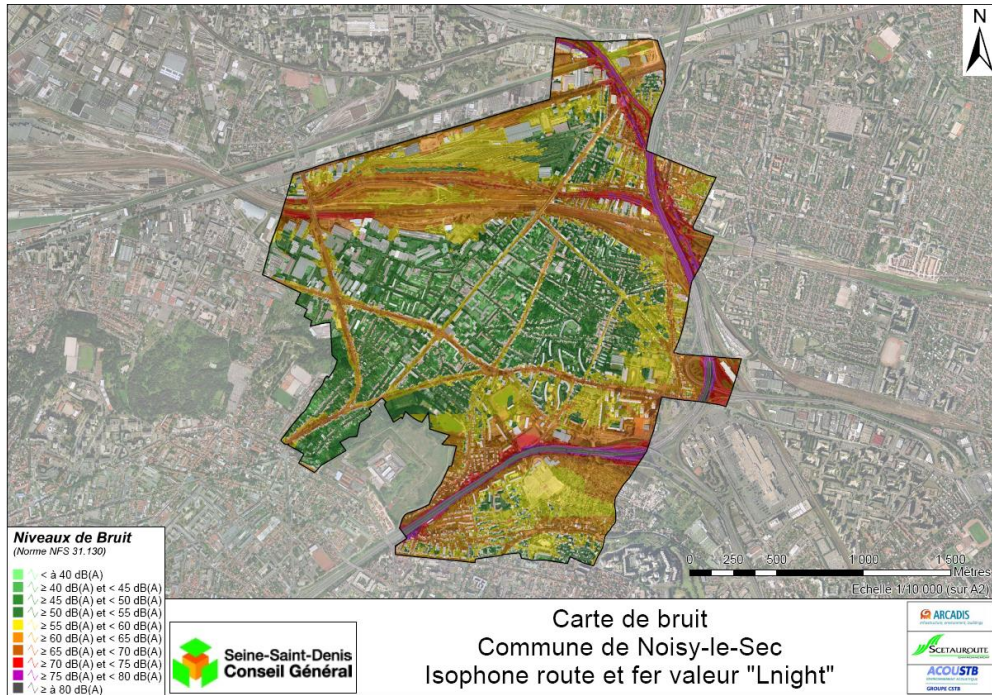 N
0 250 500 1 000 1 500
Mètres
Echelle 1/10 000 (sur A2)
Niveaux de Bruit
(Norme NFS 31.130)
< à 40 dB(A)
≥ 40 dB(A) et < 45 dB(A)
≥ 45 dB(A) et < 50 dB(A)
≥ 50 dB(A) et < 55 dB(A)
≥ 55 dB(A) et < 60 dB(A)
≥ 60 dB(A) et < 65 dB(A)
≥ 65 dB(A) et < 70 dB(A)
≥ 70 dB(A) et < 75 dB(A)
≥ 75 dB(A) et < 80 dB(A)
≥ à 80 dB(A)
Seine-Saint-Denis
Conseil Général
Carte de bruit
Commune de Noisy-le-Sec
Isophone route et fer valeur "Lnight"
ARCADIS
SCETAUROUTE
ACOUSTB
GROUPE CSTB